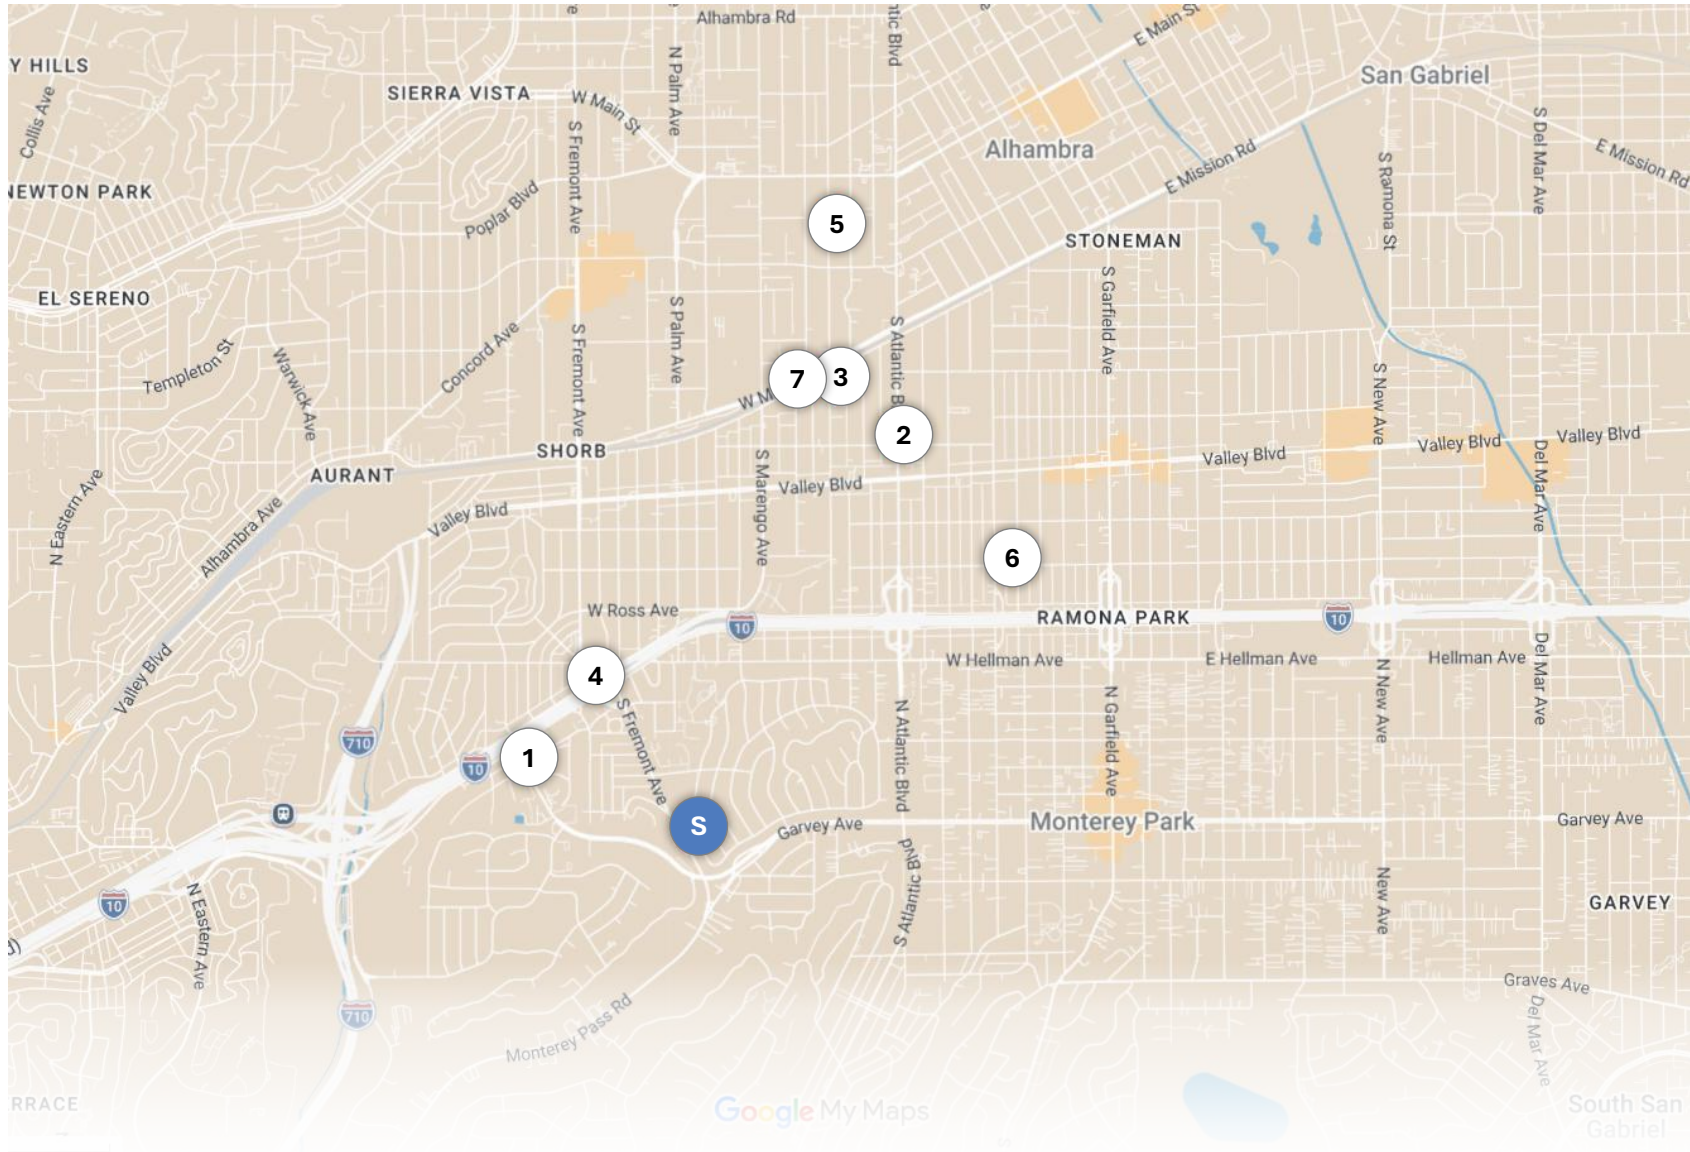 Alhambra Rd
ntic Blvd
E Main St
Y HILLS
San Gabriel
N Palm Ave
SIERRA VISTA
W Main St
Collis Ave
S Fremont Ave
S Del Mar Ave
Alhambra
E Mission Rd
E Mission Rd
NEWTON PARK
S Ramona St
Poplar Blvd
5
STONEMAN
EL SERENO
S Garfield Ave
S Palm Ave
S Fremont Ave
S Atlantic B
Templeton St
Concord Ave
Warwick Ave
7
3
W M
S New Ave
2
Valley Blvd
Valley Blvd
SHORB
Valley Blvd
AURANT
Valley Blvd
S Marengo Ave
Del Mar Ave
Valley Blvd
N Eastern Ave
Alhambra Ave
6
W Ross Ave
10
RAMONA PARK
10
W Hellman Ave
E Hellman Ave
Hellman Ave
4
Valley Blvd
Del Mar Ave
N New Ave
S Fremont Ave
N Atlantic Blvd
N Garfield Ave
710
10
1
S
Garvey Ave
Monterey Park
Garvey Ave
S Atlantic Blvd
10
N Eastern Ave
New Ave
GARVEY
Graves Ave
710
Monterey Pass Rd
Del Mar Ave
RRACE
Google My Maps
South San
Gabriel